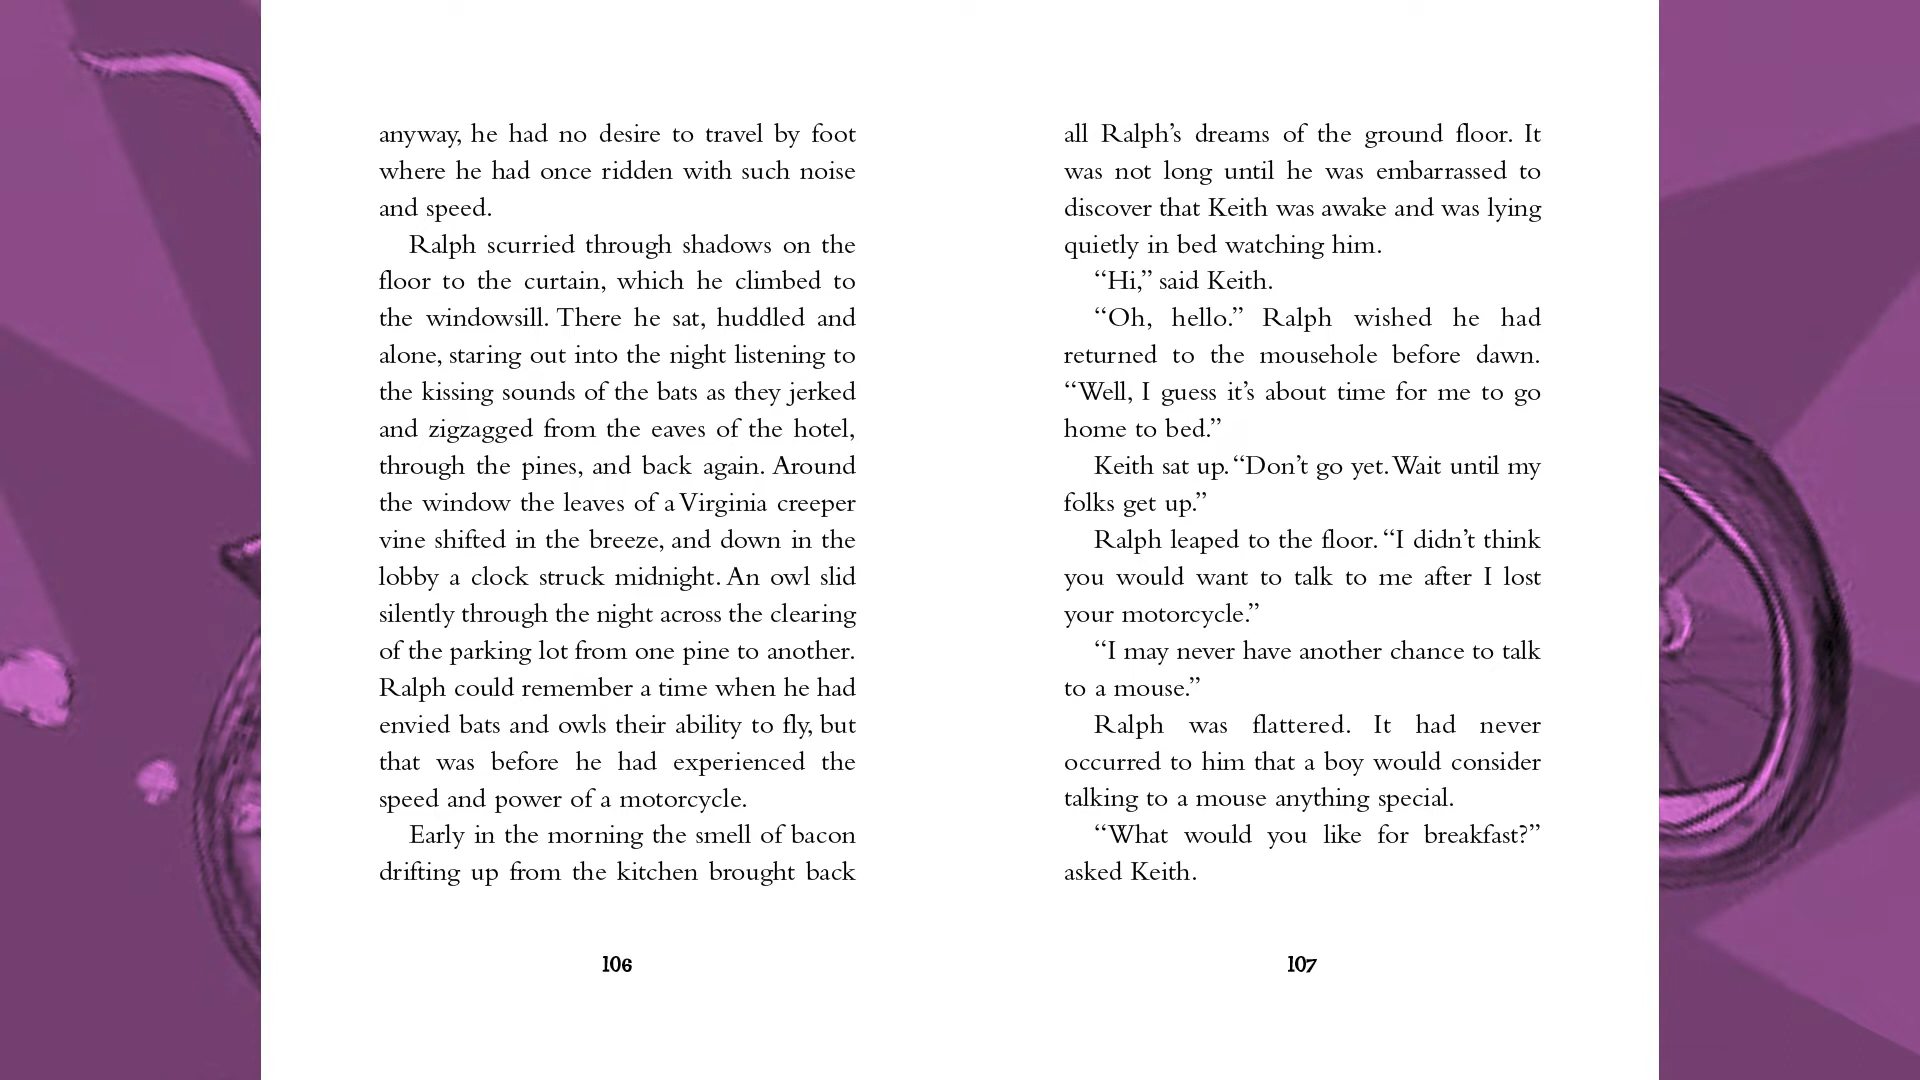 anyway, he had no desire to travel by foot
where he had once ridden with such noise
and speed.
Ralph scurried through shadows on the
floor to the curtain, which he climbed to
the windowsill. There he sat, huddled and
alone, staring out into the night listening to
the kissing sounds of the bats as they jerked
and zigzagged from the eaves of the hotel,
through the pines, and back again. Around
the window the leaves of a Virginia creeper
vine shifted in the breeze, and down in the
lobby a clock struck midnight. An owl slid
silently through the night across the clearing
of the parking lot from one pine to another.
Ralph could remember a time when he had
envied bats and owls their ability to fly, but
that was before he had experienced the
speed and power of a motorcycle.
Early in the morning the smell of bacon
drifting up from the kitchen brought back
106
all Ralph’s dreams of the ground floor. It
was not long until he was embarrassed to
discover that Keith was awake and was lying
quietly in bed watching him.
“Hi,” said Keith.
“Oh, hello.” Ralph wished he had
returned to the mousehole before dawn.
“Well, I guess it’s about time for me to go
home to bed.”
Keith sat up. “Don’t go yet. Wait until my
folks get up.”
Ralph leaped to the floor. “I didn’t think
you would want to talk to me after I lost
your motorcycle.”
“I may never have another chance to talk
to a mouse.”
Ralph was flattered. It had never
occurred to him that a boy would consider
talking to a mouse anything special.
“What would you like for breakfast?”
asked Keith.
107